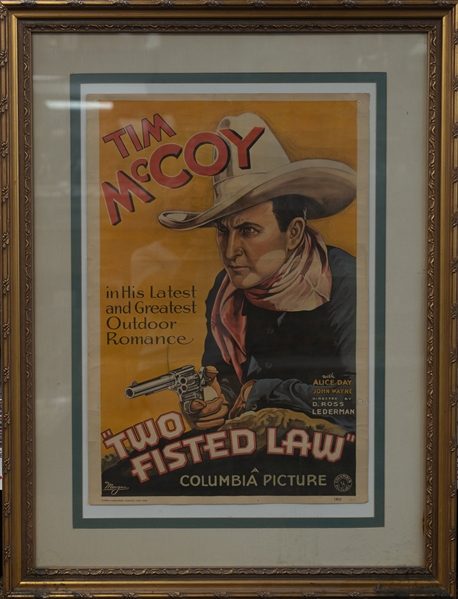 TIM
McCOY
in His Latest
and Greatest
Outdoor
Romance
with
ALICE DAY
JOHN WAYNE
DIRECTED BY
D. ROSS
LEDERMAN
"TWO
FISTED LAW"
A
COLUMBIA PICTURE
Morgan